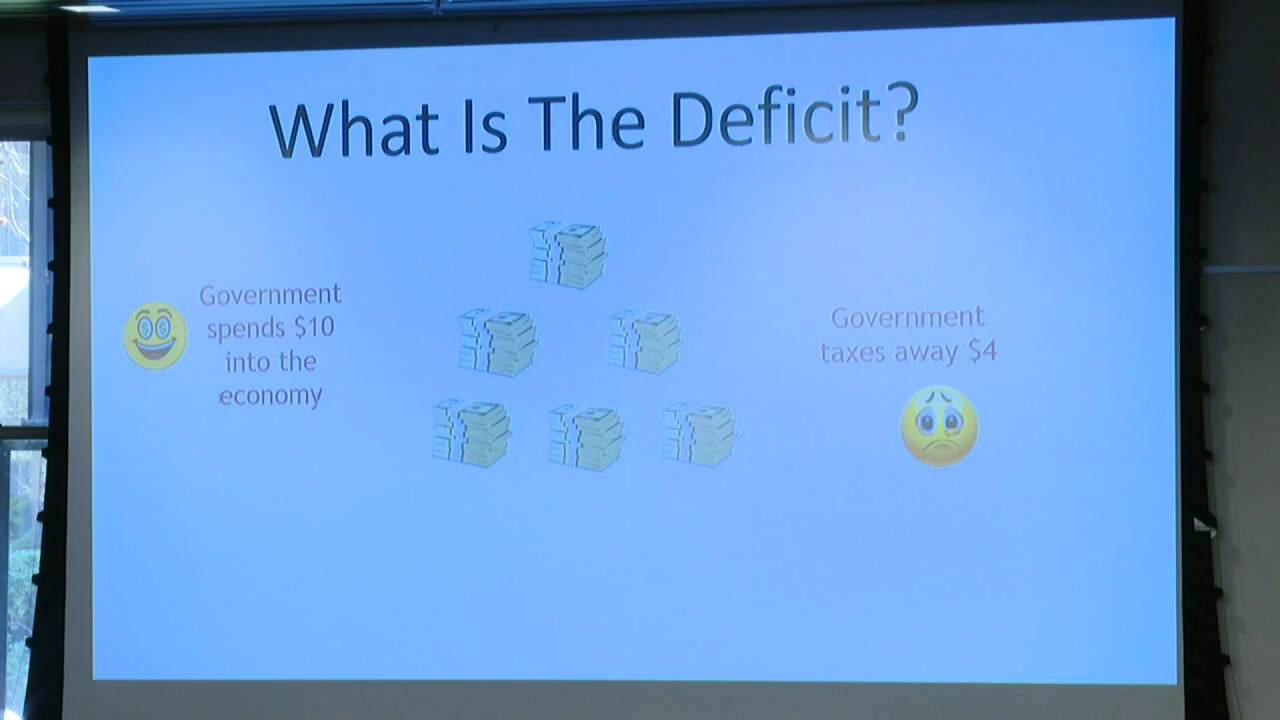 What Is The Deficit?
Government
spends $10
into the
economy
Government
taxes away $4